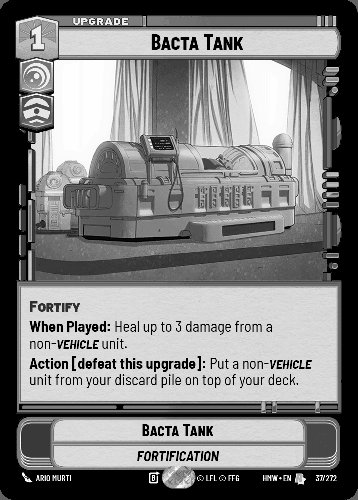 UPGRADE
1
BACTA TANK
FORTIFY
When Played: Heal up to 3 damage from a
non-VEHICLE unit.
Action [defeat this upgrade]: Put a non-VEHICLE
unit from your discard pile on top of your deck.
BACTA TANK
FORTIFICATION
ARIO MURTI
© LFL © FFG
HMW • EN
37/272